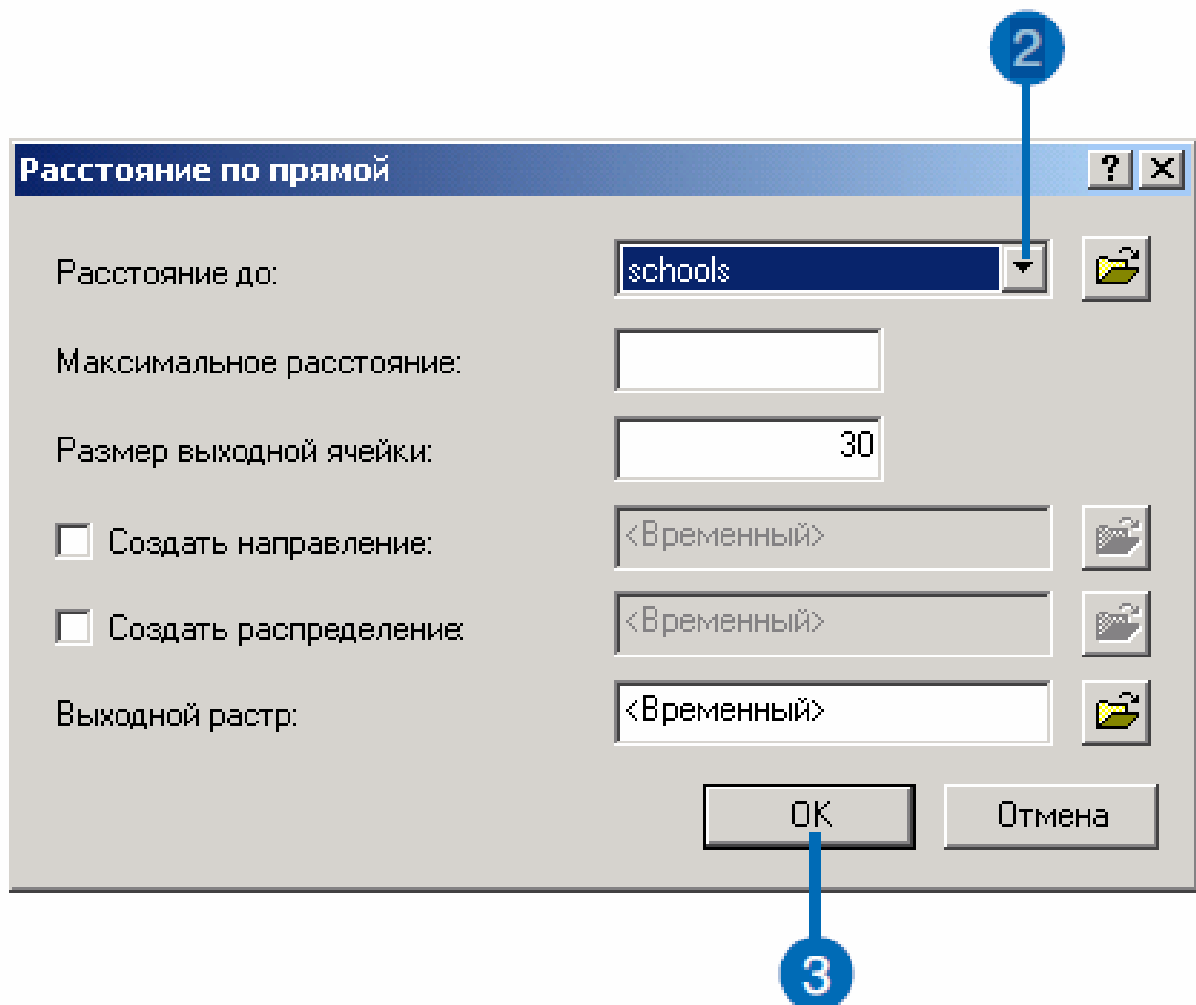 2
Расстояние по прямой ?
Расстояние до: schools
Максимальное расстояние:
Размер выходной ячейки: 30
Создать направление: <Временный>
Создать распределение: <Временный>
Выходной растр: <Временный>
OK Отмена
3